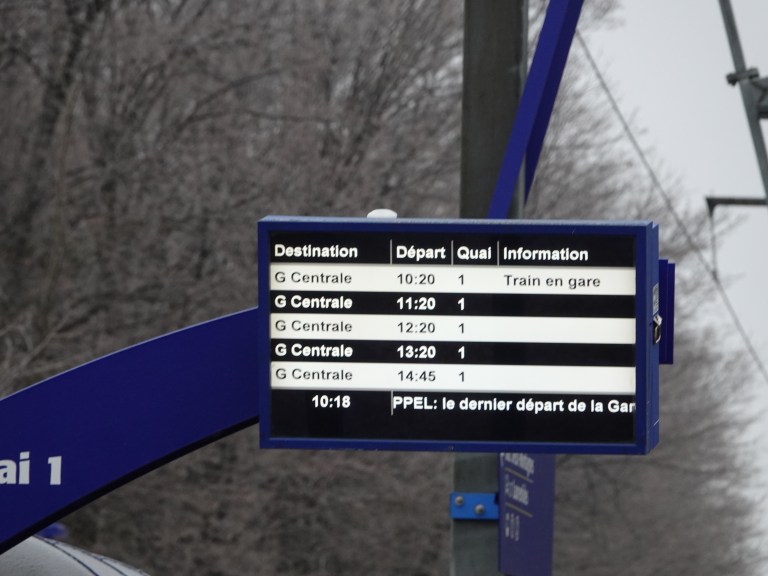 Destination Départ Quai Information
G Centrale 10:20 1 Train en gare
G Centrale 11:20 1
G Centrale 12:20 1
G Centrale 13:20 1
G Centrale 14:45 1
10:18 PPEL: le dernier départ de la Gar
ai 1